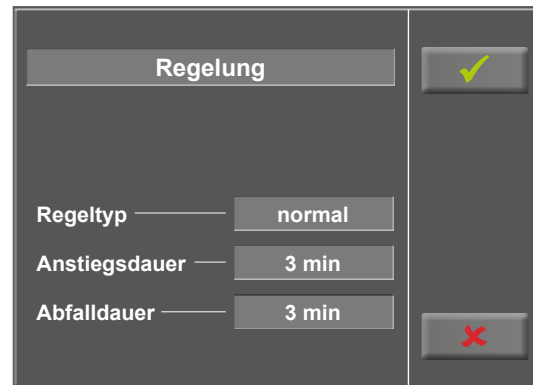 Regelung
Regeltyp normal
Anstiegsdauer 3 min
Abfalldauer 3 min